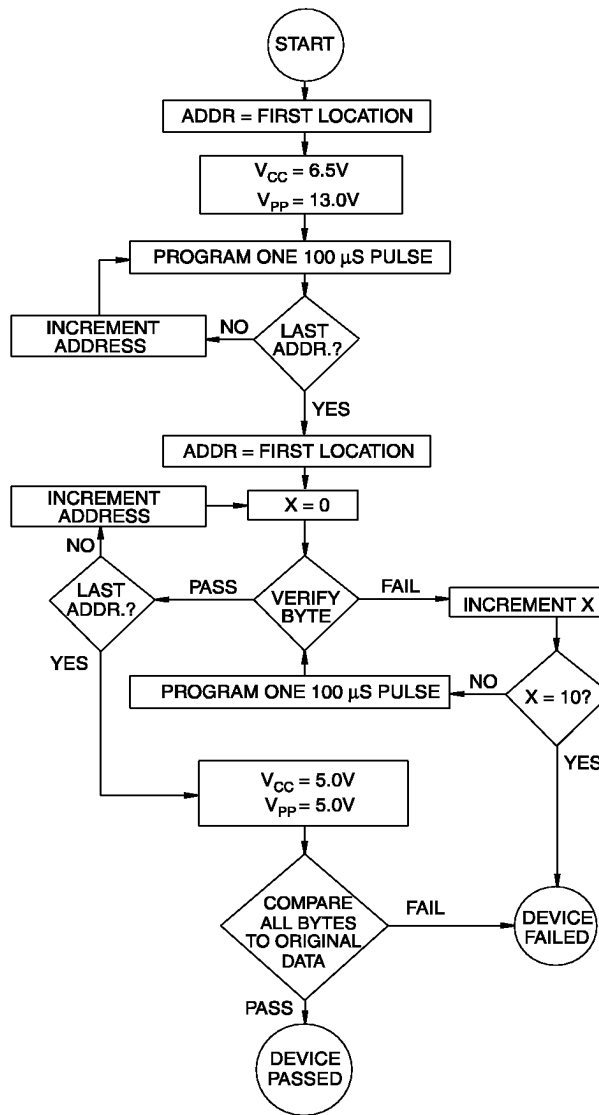 START
ADDR = FIRST LOCATION
VCC = 6.5V
VPP = 13.0V
PROGRAM ONE 100 µS PULSE
INCREMENT
ADDRESS
NO
LAST
ADDR.?
YES
ADDR = FIRST LOCATION
INCREMENT
ADDRESS
X = 0
NO
LAST
ADDR.?
PASS
VERIFY
BYTE
FAIL
INCREMENT X
YES
PROGRAM ONE 100 µS PULSE
NO
X = 10?
YES
VCC = 5.0V
VPP = 5.0V
COMPARE
ALL BYTES
TO ORIGINAL
DATA
FAIL
DEVICE
FAILED
PASS
DEVICE
PASSED